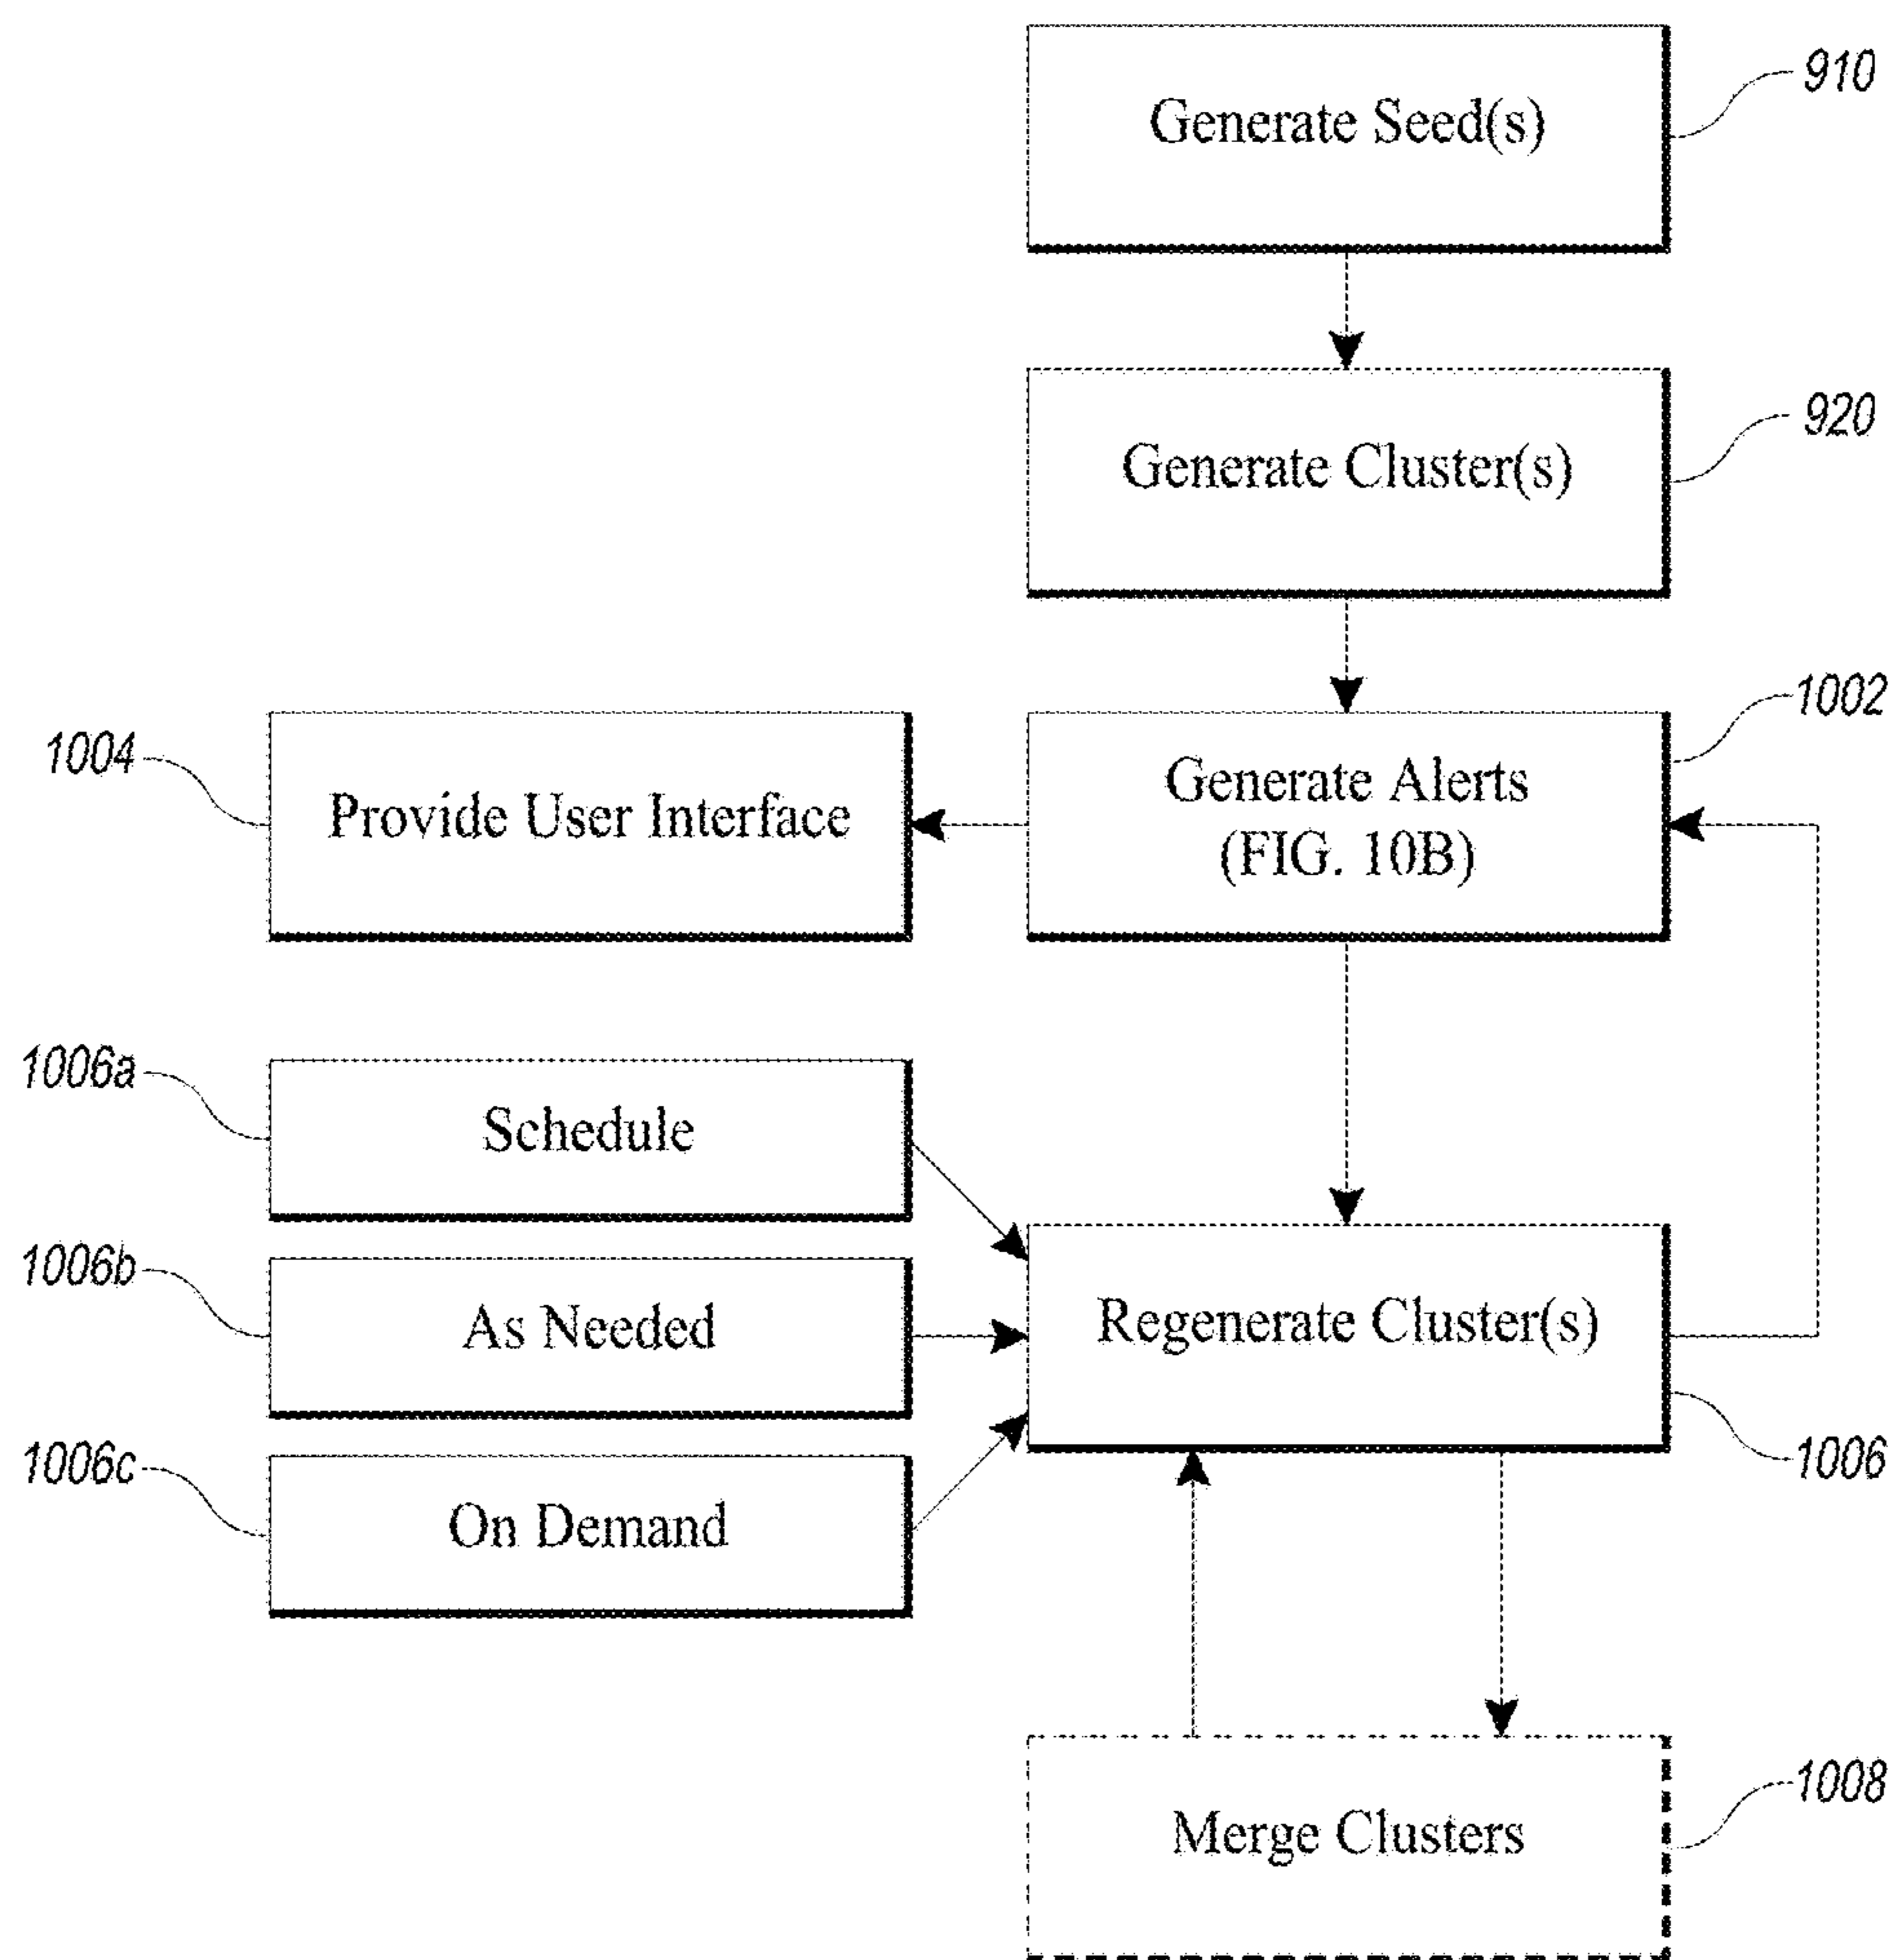 Generate Seed(s)
910
Generate Cluster(s)
920
1004
Provide User Interface
Generate Alerts
(FIG. 10B)
1002
1006a
Schedule
1006b
As Needed
1006c
On Demand
Regenerate Cluster(s)
1006
Merge Clusters
1008